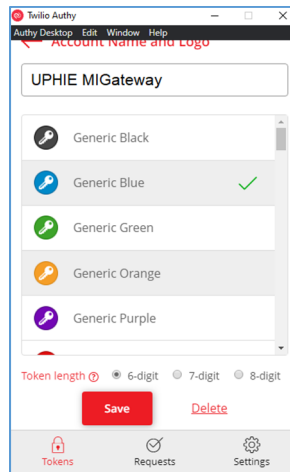 Twilio Authy
Authy Desktop Edit Window Help
Account Name and Logo
UPHIE MIGateway
Generic Black
Generic Blue
Generic Green
Generic Orange
Generic Purple
Token length ? 6-digit 7-digit 8-digit
Save Delete
Tokens Requests Settings